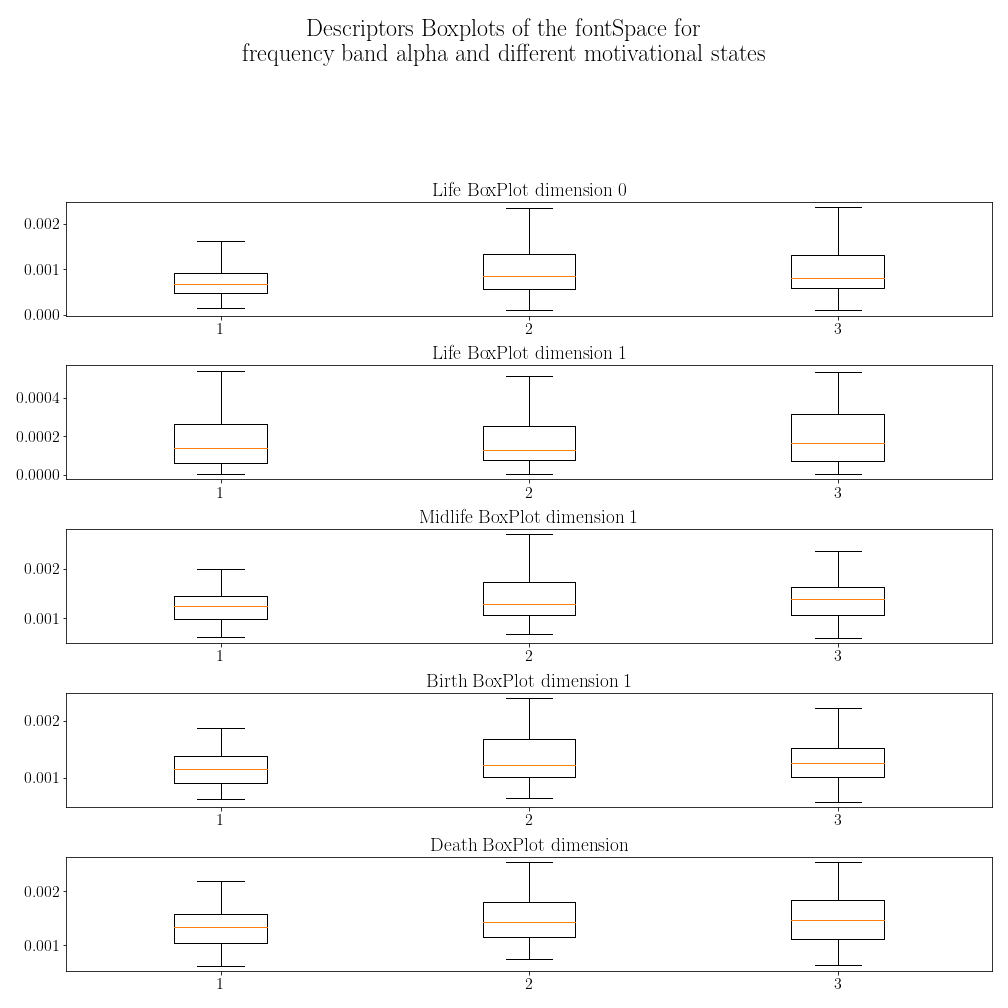 Descriptors Boxplots of the fontSpace for
frequency band alpha and different motivational states
Life BoxPlot dimension 0
0.002
0.001
0.000
1 2 3
Life BoxPlot dimension 1
0.0004
0.0002
0.0000
1 2 3
Midlife BoxPlot dimension 1
0.002
0.001
1 2 3
Birth BoxPlot dimension 1
0.002
0.001
1 2 3
Death BoxPlot dimension
0.002
0.001
1 2 3